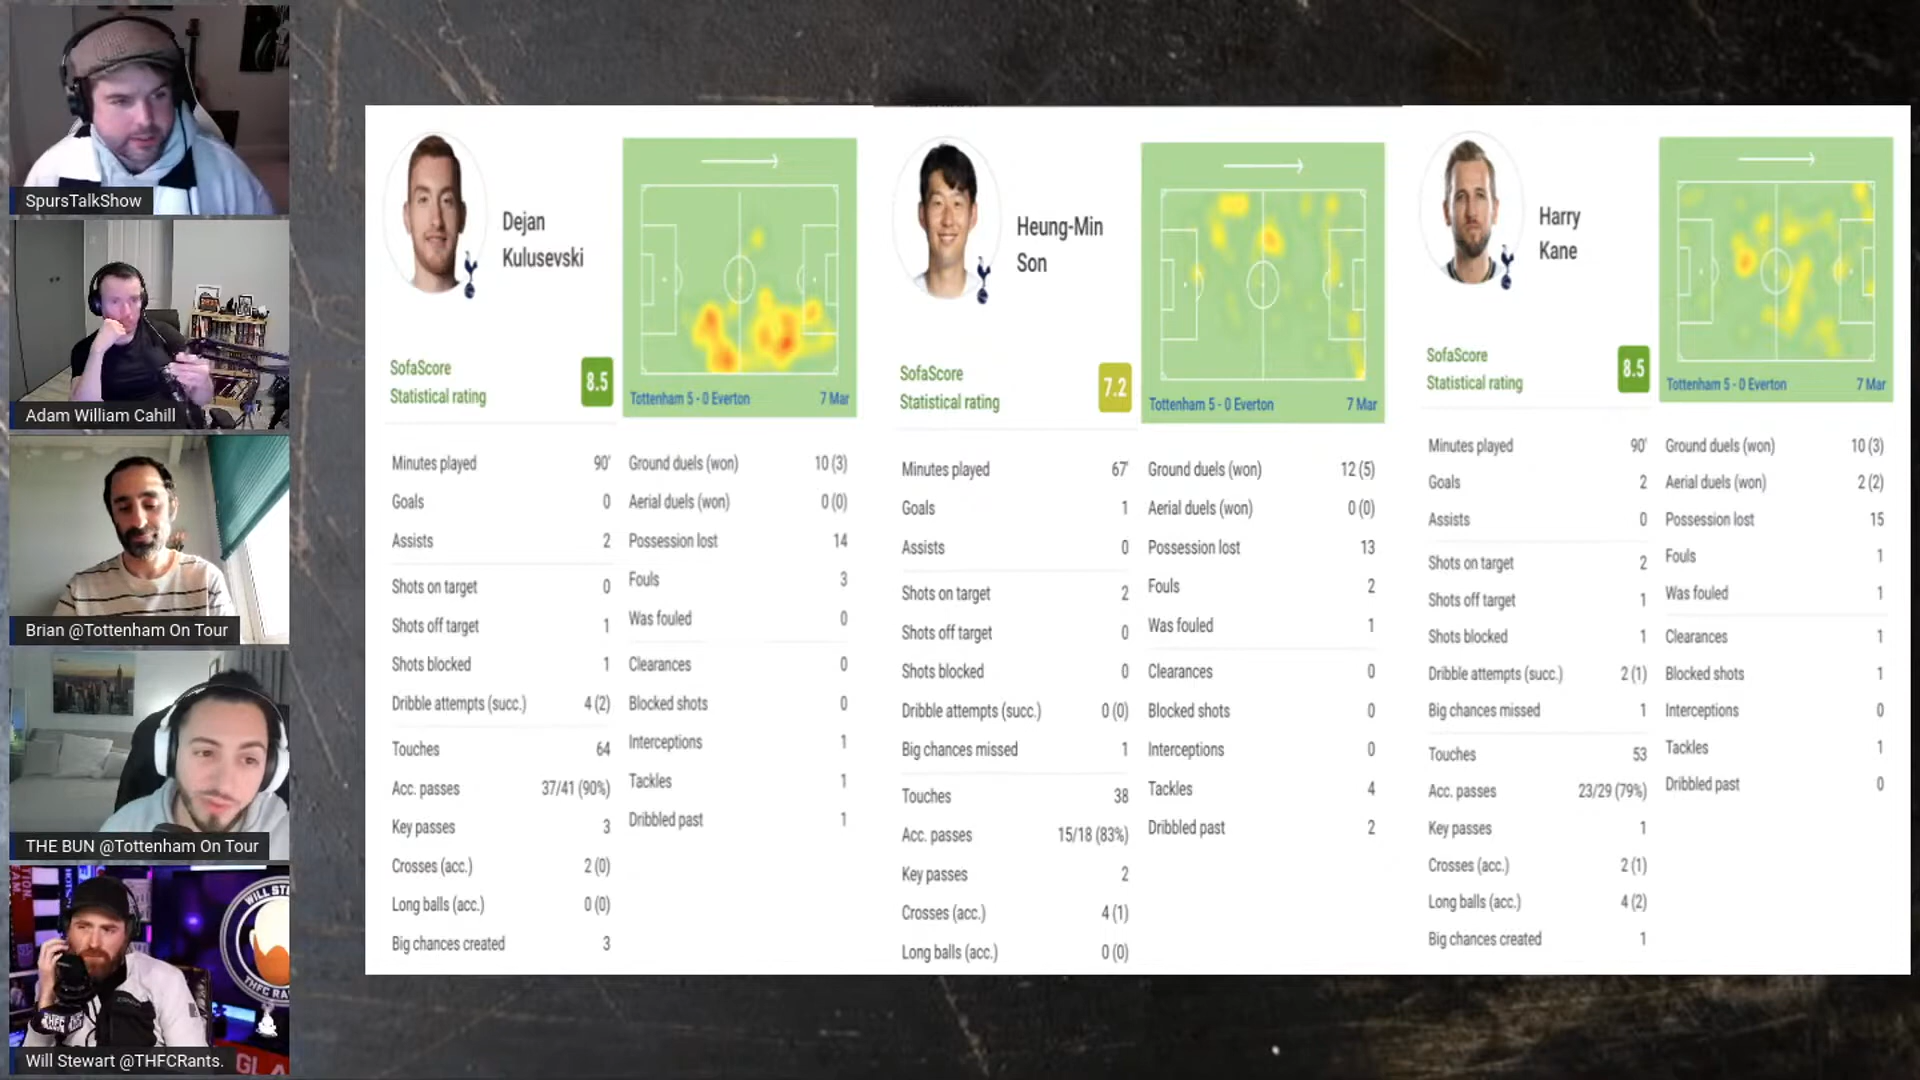 SpursTalkShow
Adam William Cahill
Brian @Tottenham On Tour
THE BUN @Tottenham On Tour
WILL STE
THFC RA
GL A
Will Stewart @THFCRants.
Dejan
Kulusevski
SofaScore
Statistical rating
8.5
Tottenham 5 - 0 Everton 7 Mar
Minutes played 90'
Goals 0
Assists 2
Shots on target 0
Shots off target 1
Shots blocked 1
Dribble attempts (succ.) 4 (2)
Touches 64
Acc. passes 37/41 (90%)
Key passes 3
Crosses (acc.) 2 (0)
Long balls (acc.) 0 (0)
Big chances created 3
Ground duels (won) 10 (3)
Aerial duels (won) 0 (0)
Possession lost 14
Fouls 3
Was fouled 0
Clearances 0
Blocked shots 0
Interceptions 1
Tackles 1
Dribbled past 1
Heung-Min
Son
SofaScore
Statistical rating
7.2
Tottenham 5 - 0 Everton 7 Mar
Minutes played 67'
Goals 1
Assists 0
Shots on target 2
Shots off target 0
Shots blocked 0
Dribble attempts (succ.) 0 (0)
Big chances missed 1
Touches 38
Acc. passes 15/18 (83%)
Key passes 2
Crosses (acc.) 4 (1)
Long balls (acc.) 0 (0)
Ground duels (won) 12 (5)
Aerial duels (won) 0 (0)
Possession lost 13
Fouls 2
Was fouled 1
Clearances 0
Blocked shots 0
Interceptions 0
Tackles 4
Dribbled past 2
Harry
Kane
SofaScore
Statistical rating
8.5
Tottenham 5 - 0 Everton 7 Mar
Minutes played 90'
Goals 2
Assists 0
Shots on target 2
Shots off target 1
Shots blocked 1
Dribble attempts (succ.) 2 (1)
Big chances missed 1
Touches 53
Acc. passes 23/29 (79%)
Key passes 1
Crosses (acc.) 2 (1)
Long balls (acc.) 4 (2)
Big chances created 1
Ground duels (won) 10 (3)
Aerial duels (won) 2 (2)
Possession lost 15
Fouls 1
Was fouled 1
Clearances 1
Blocked shots 1
Interceptions 0
Tackles 1
Dribbled past 0